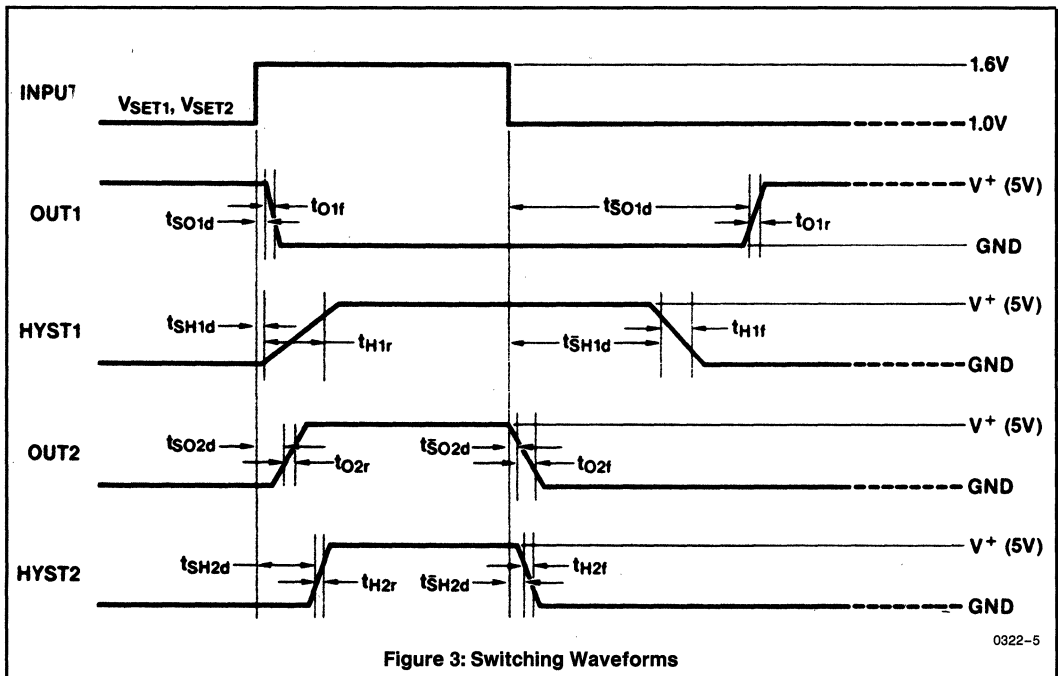 INPUT
VSET1, VSET2
1.6V
1.0V
OUT1
tSO1d
tO1f
tS̅O1d
tO1r
V+ (5V)
GND
HYST1
tSH1d
tH1r
tS̅H1d
tH1f
V+ (5V)
GND
OUT2
tSO2d
tO2r
tS̅O2d
tO2f
V+ (5V)
GND
HYST2
tSH2d
tH2r
tS̅H2d
tH2f
V+ (5V)
GND
0322-5
Figure 3: Switching Waveforms